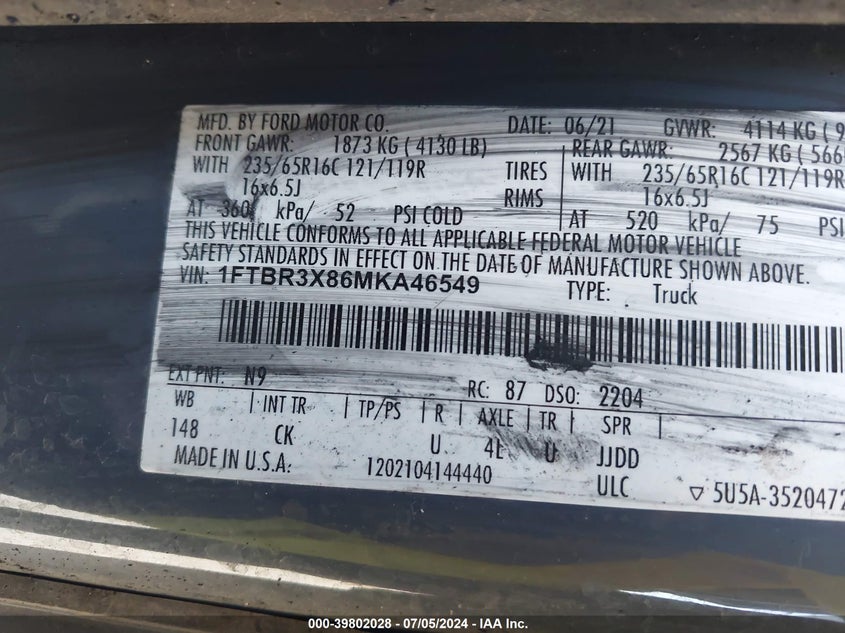 MFD. BY FORD MOTOR CO. DATE: 06/21 GVWR: 4114 KG ( 9
FRONT GAWR: 1873 KG ( 4130 LB) REAR GAWR: 2567 KG ( 566
WITH 235/65R16C 121/119R TIRES WITH 235/65R16C 121/119R
16x6.5J RIMS 16x6.5J
AT 360 kPa/ 52 PSI COLD AT 520 kPa/ 75 PSI
THIS VEHICLE CONFORMS TO ALL APPLICABLE FEDERAL MOTOR VEHICLE
SAFETY STANDARDS IN EFFECT ON THE DATE OF MANUFACTURE SHOWN ABOVE.
VIN: 1FTBR3X86MKA46549 TYPE: Truck
EXT PNT: N9 RC: 87 DSO: 2204
WB INT TR TP/PS R AXLE TR SPR
148 CK U 4L U JJDD
MADE IN U.S.A. 1202104144440 ULC ▽ 5U5A-3520472
000-39802028 - 07/05/2024 - IAA Inc.